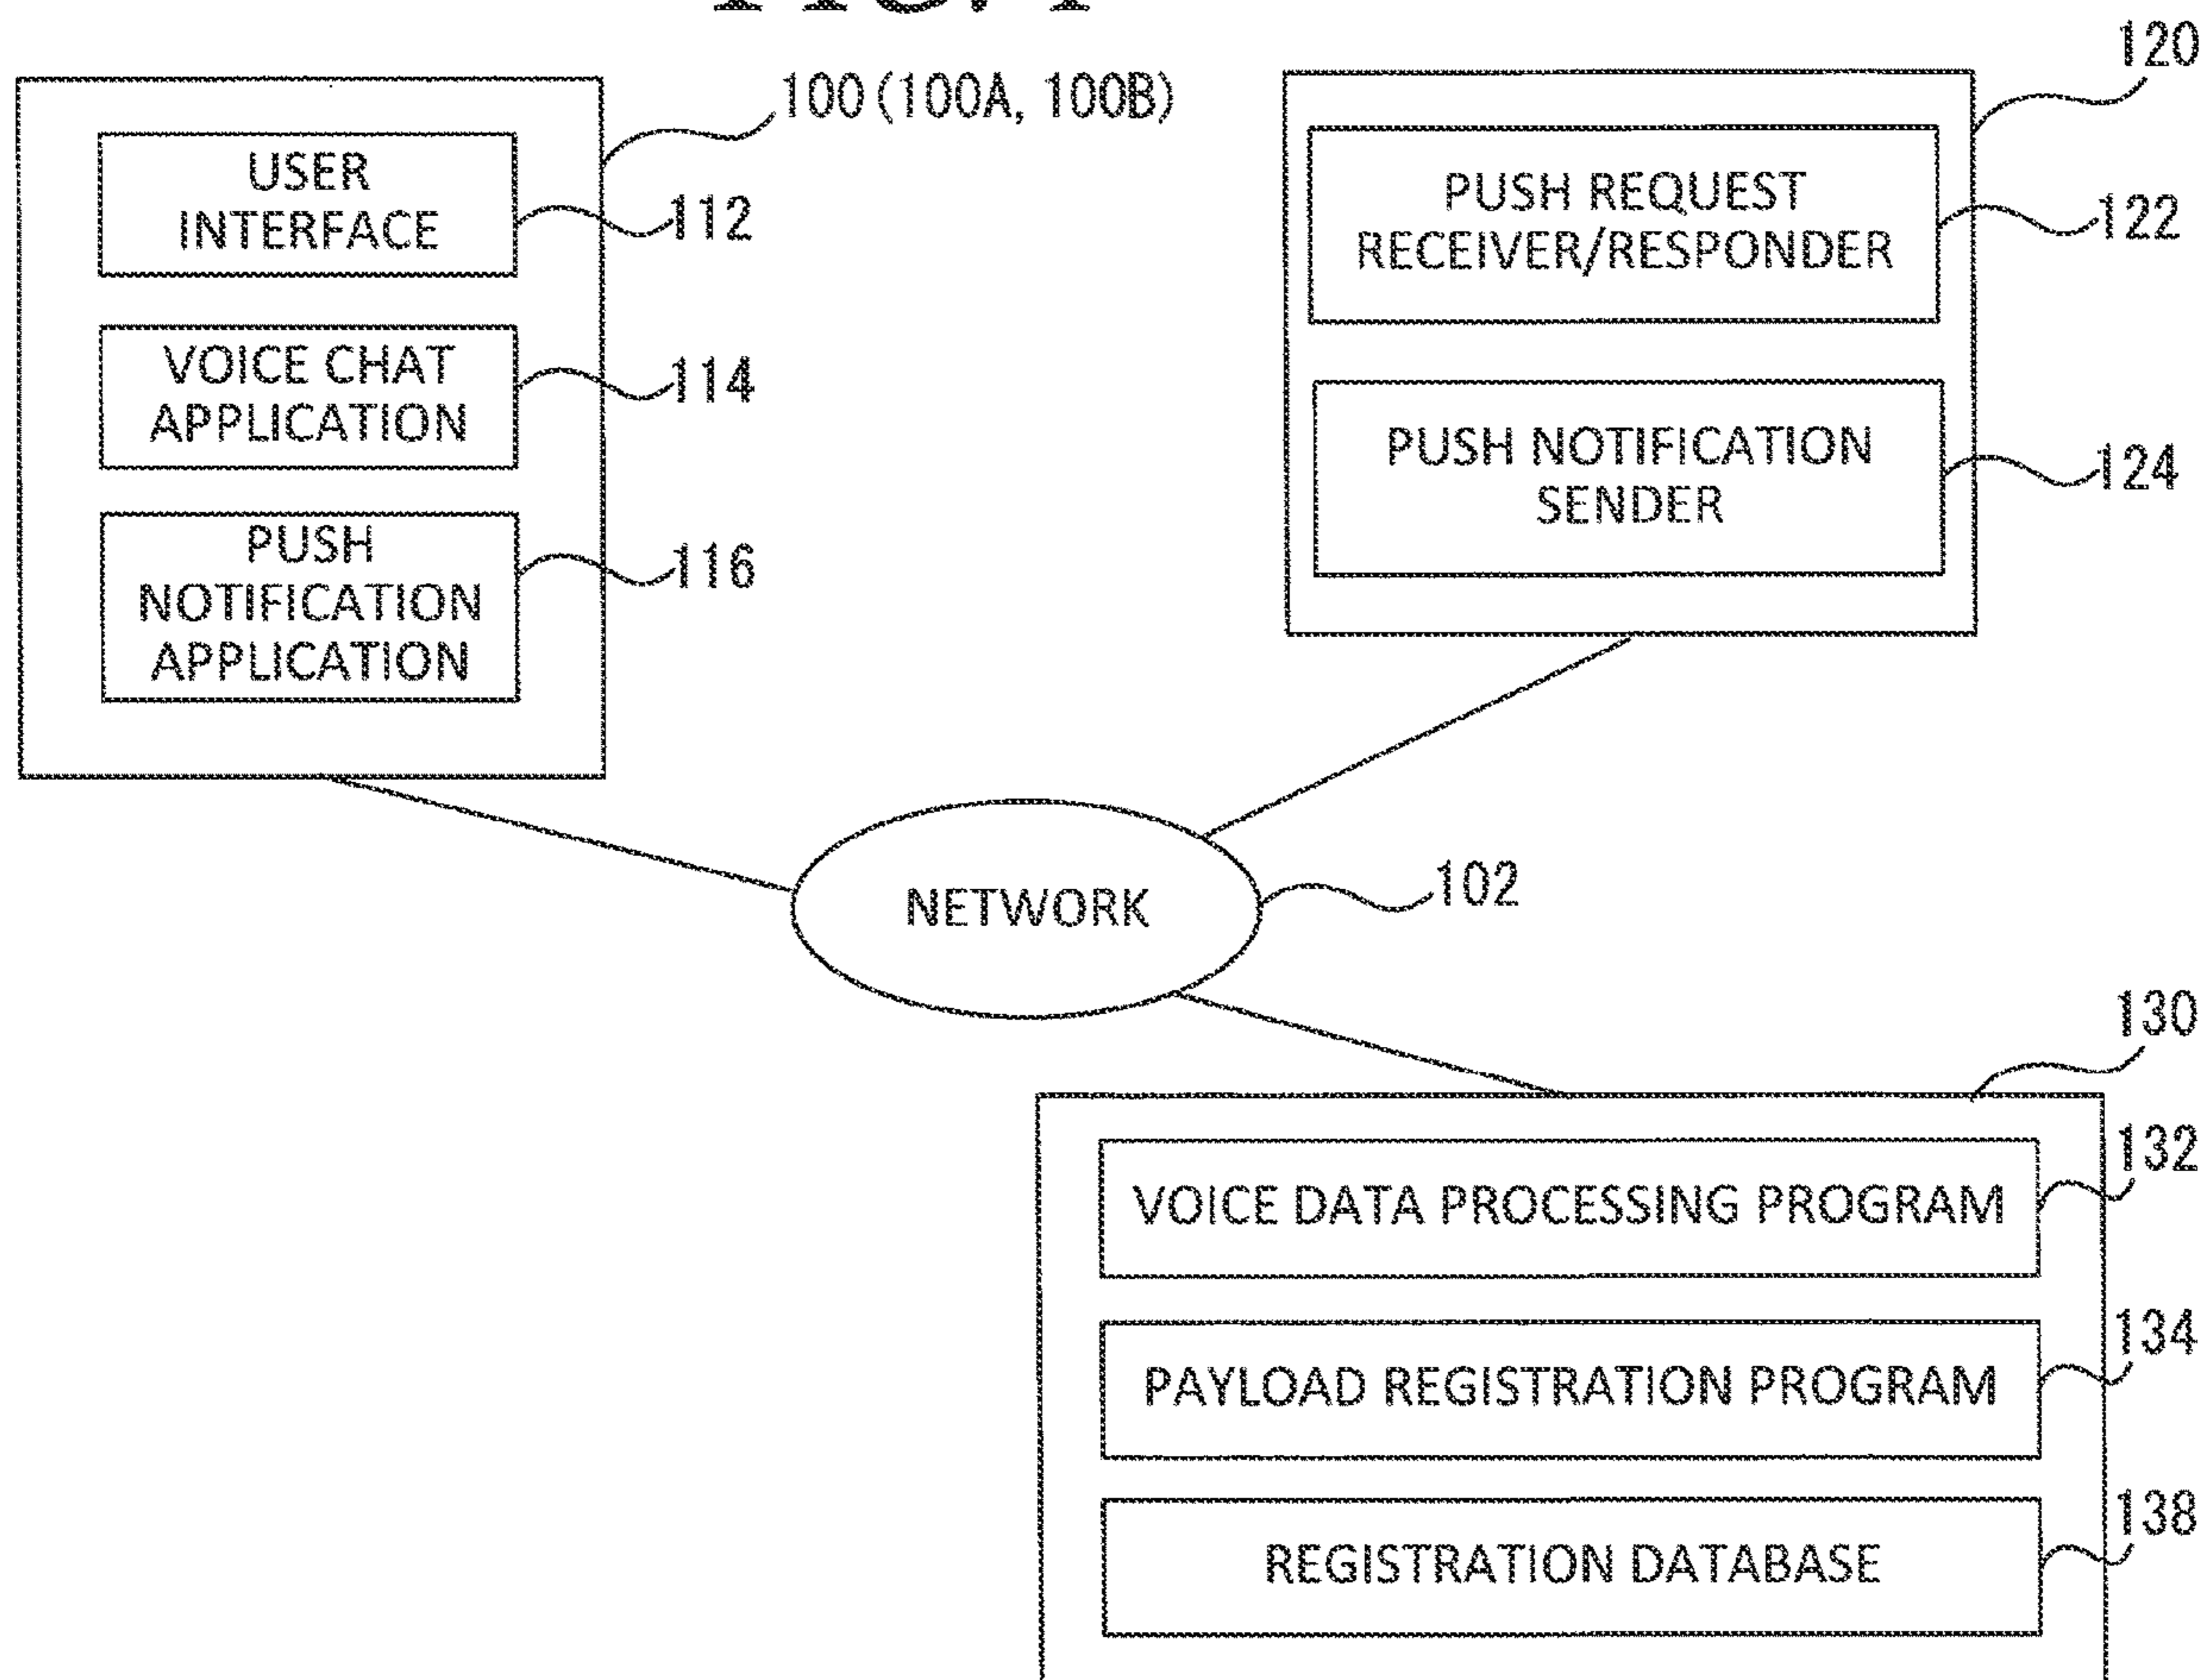 100 (100A, 100B)
USER
INTERFACE
112
VOICE CHAT
APPLICATION
114
PUSH
NOTIFICATION
APPLICATION
116
120
PUSH REQUEST
RECEIVER/RESPONDER
122
PUSH NOTIFICATION
SENDER
124
NETWORK
102
130
VOICE DATA PROCESSING PROGRAM
132
PAYLOAD REGISTRATION PROGRAM
134
REGISTRATION DATABASE
138